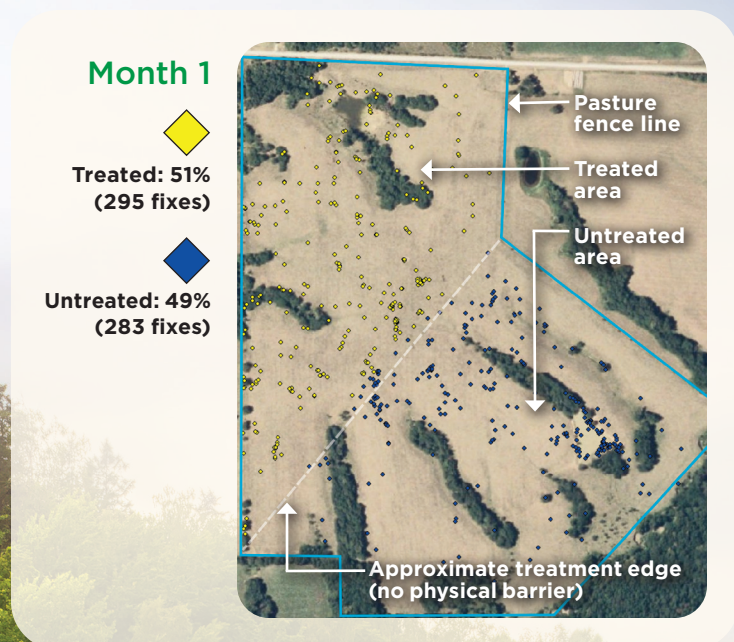 Month 1
Treated: 51%
(295 fixes)
Untreated: 49%
(283 fixes)
Pasture
fence line
Treated
area
Untreated
area
Approximate treatment edge
(no physical barrier)